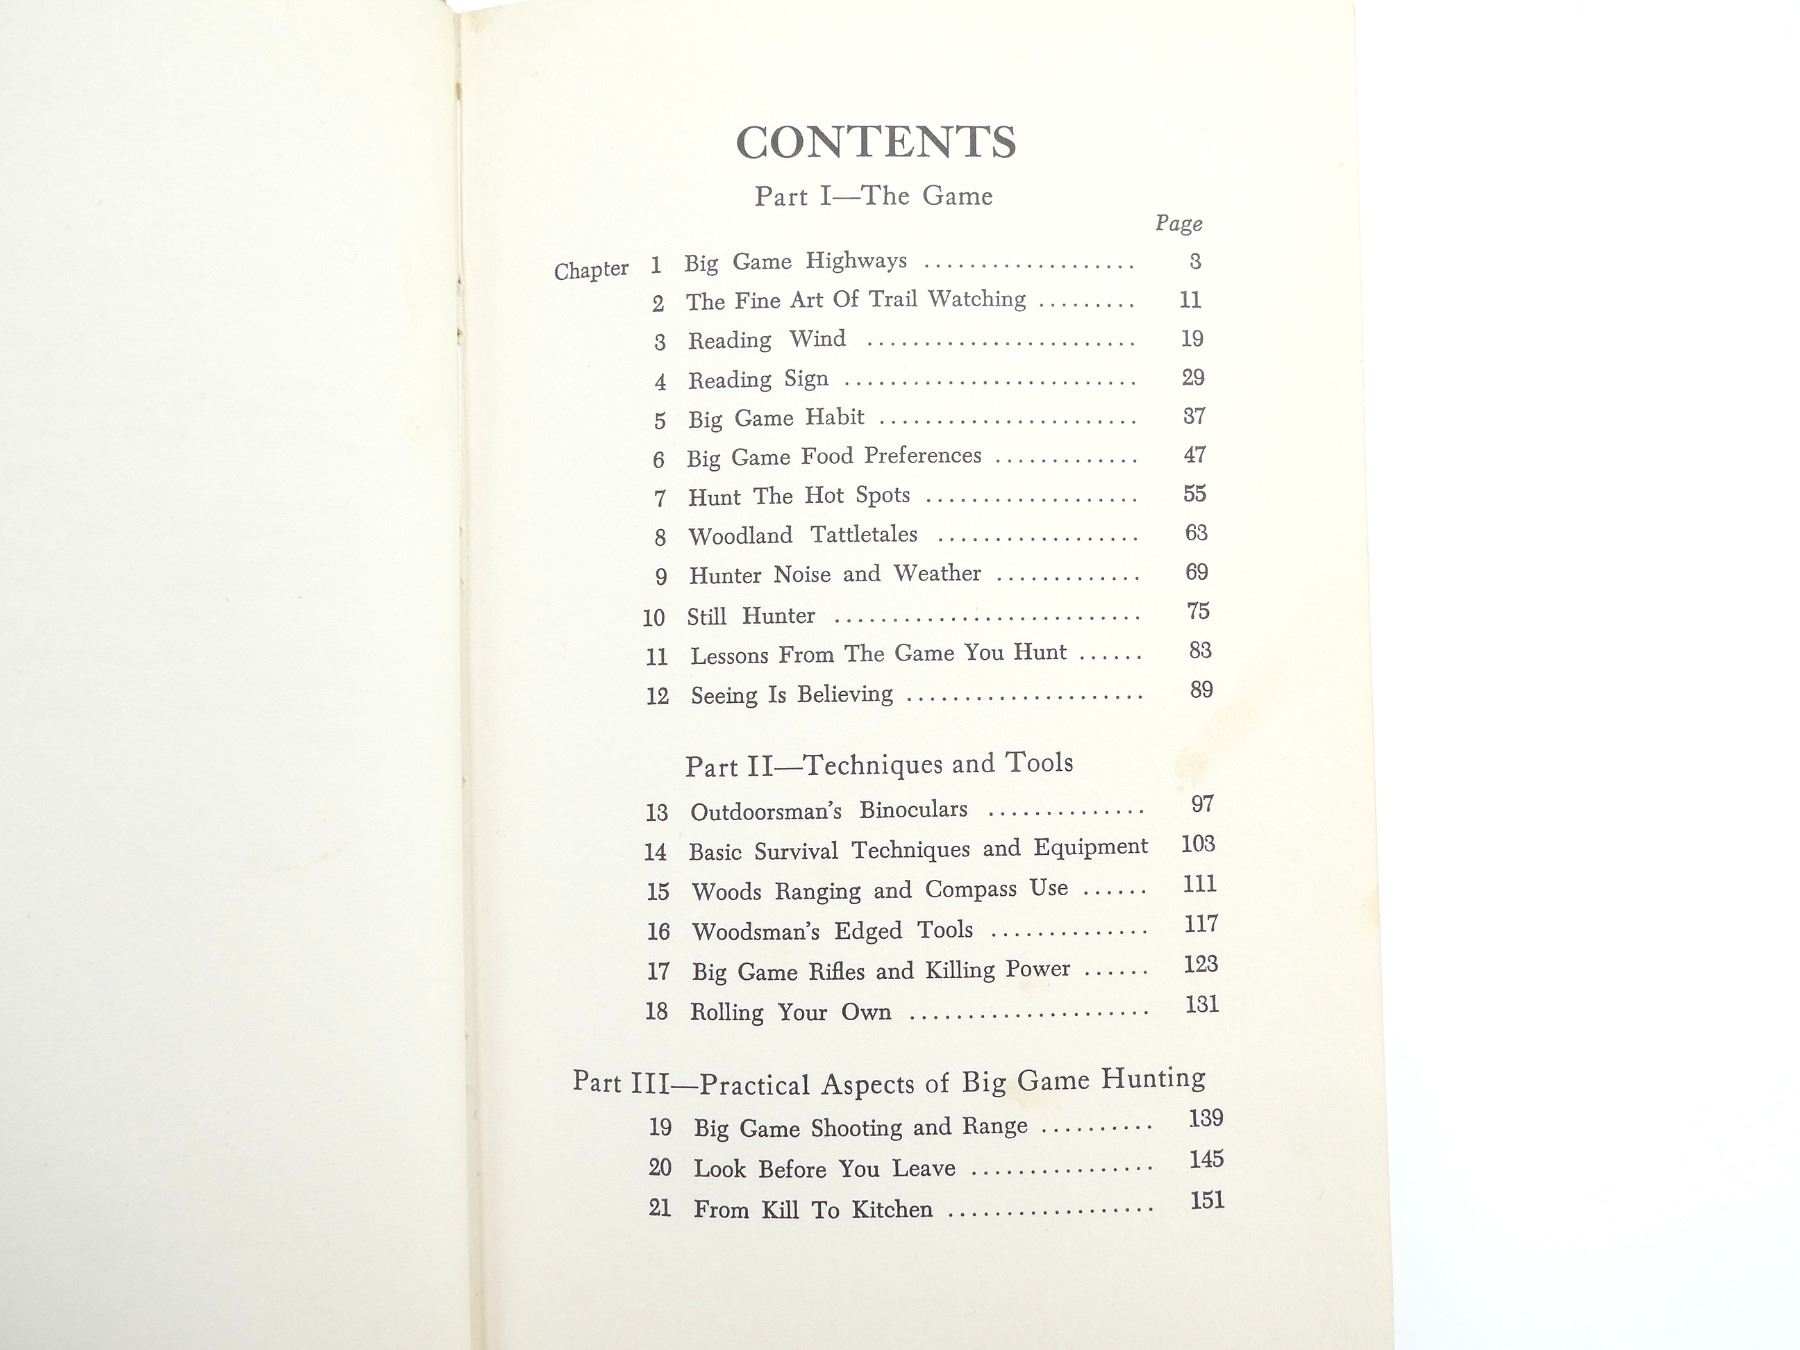 CONTENTS
Part I—The Game
Page
Chapter 1 Big Game Highways ................... 3
2 The Fine Art Of Trail Watching ......... 11
3 Reading Wind ........................ 19
4 Reading Sign .......................... 29
5 Big Game Habit ....................... 37
6 Big Game Food Preferences ............. 47
7 Hunt The Hot Spots ................... 55
8 Woodland Tattletales .................. 63
9 Hunter Noise and Weather ............. 69
10 Still Hunter ........................... 75
11 Lessons From The Game You Hunt ...... 83
12 Seeing Is Believing ..................... 89
Part II—Techniques and Tools
13 Outdoorsman's Binoculars .............. 97
14 Basic Survival Techniques and Equipment 103
15 Woods Ranging and Compass Use ...... 111
16 Woodsman's Edged Tools .............. 117
17 Big Game Rifles and Killing Power ...... 123
18 Rolling Your Own ..................... 131
Part III—Practical Aspects of Big Game Hunting
19 Big Game Shooting and Range .......... 139
20 Look Before You Leave ................ 145
21 From Kill To Kitchen .................. 151